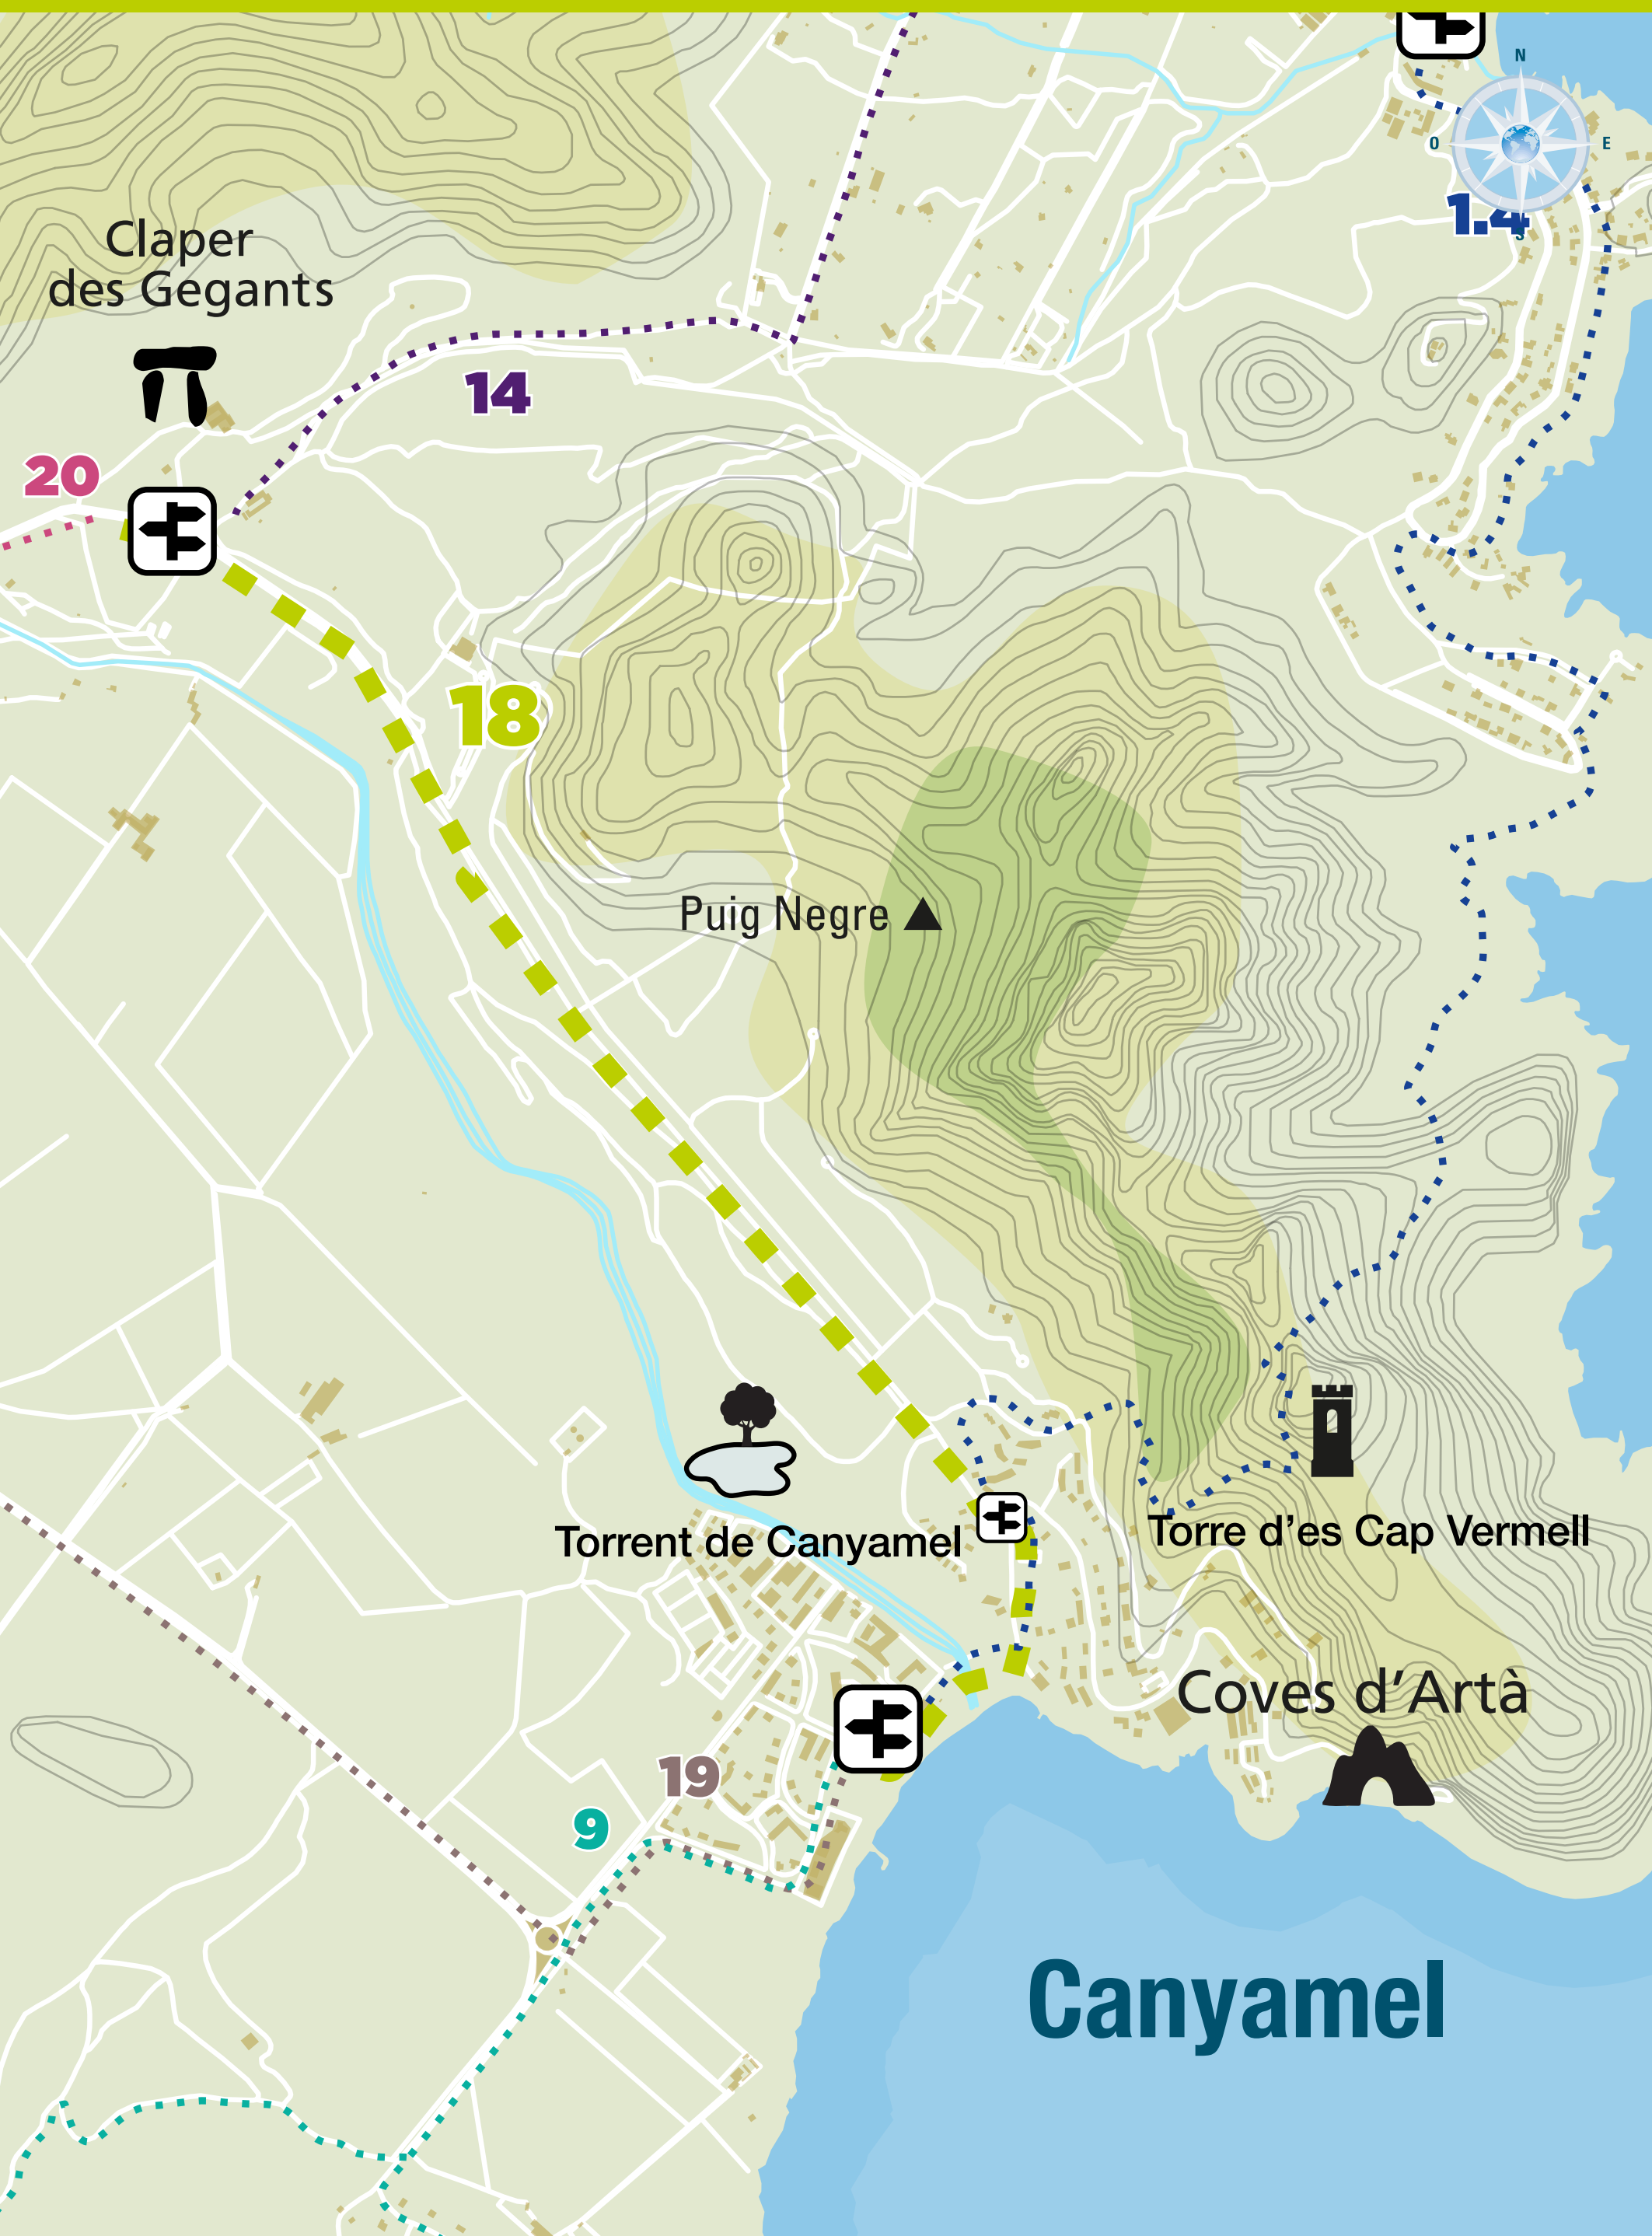 N
O
E
S
1.4
Claper
des Gegants
14
20
18
Puig Negre
Torrent de Canyamel
Torre d'es Cap Vermell
Coves d'Artà
19
9
Canyamel